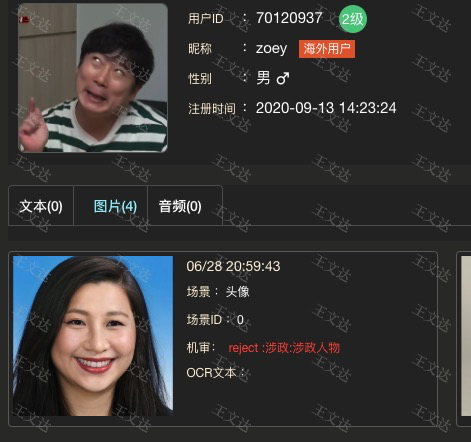 用户ID : 70120937 2级
昵称 : zoey 海外用户
性别 : 男 ♂
注册时间 : 2020-09-13 14:23:24
文本(0) 图片(4) 音频(0)
06/28 20:59:43
场景： 头像
场景ID： 0
机审： reject :涉政:涉政人物
OCR文本：
王文达